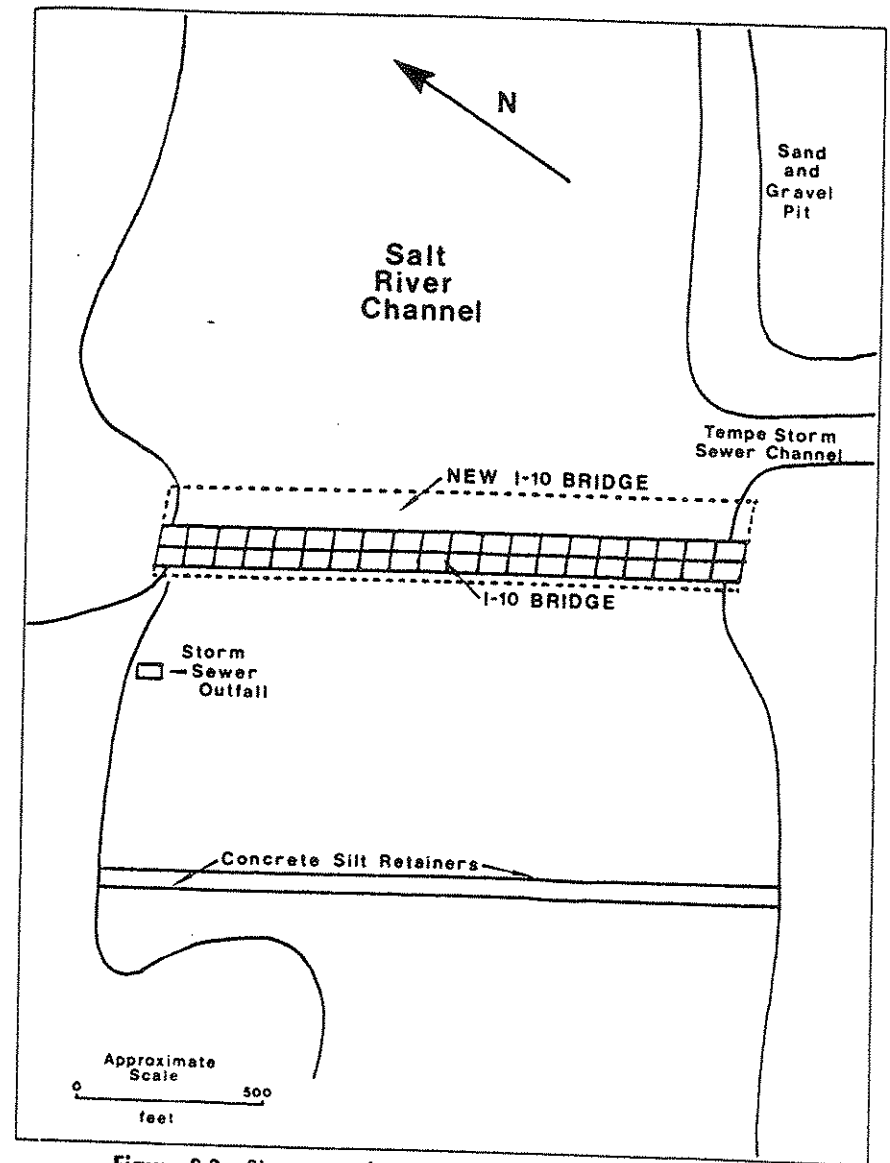 N
Sand
and
Gravel
Pit
Salt
River
Channel
Tempe Storm
Sewer Channel
NEW I-10 BRIDGE
I-10 BRIDGE
Storm
Sewer
Outfall
Concrete Silt Retainers
Approximate
Scale
0 500
feet